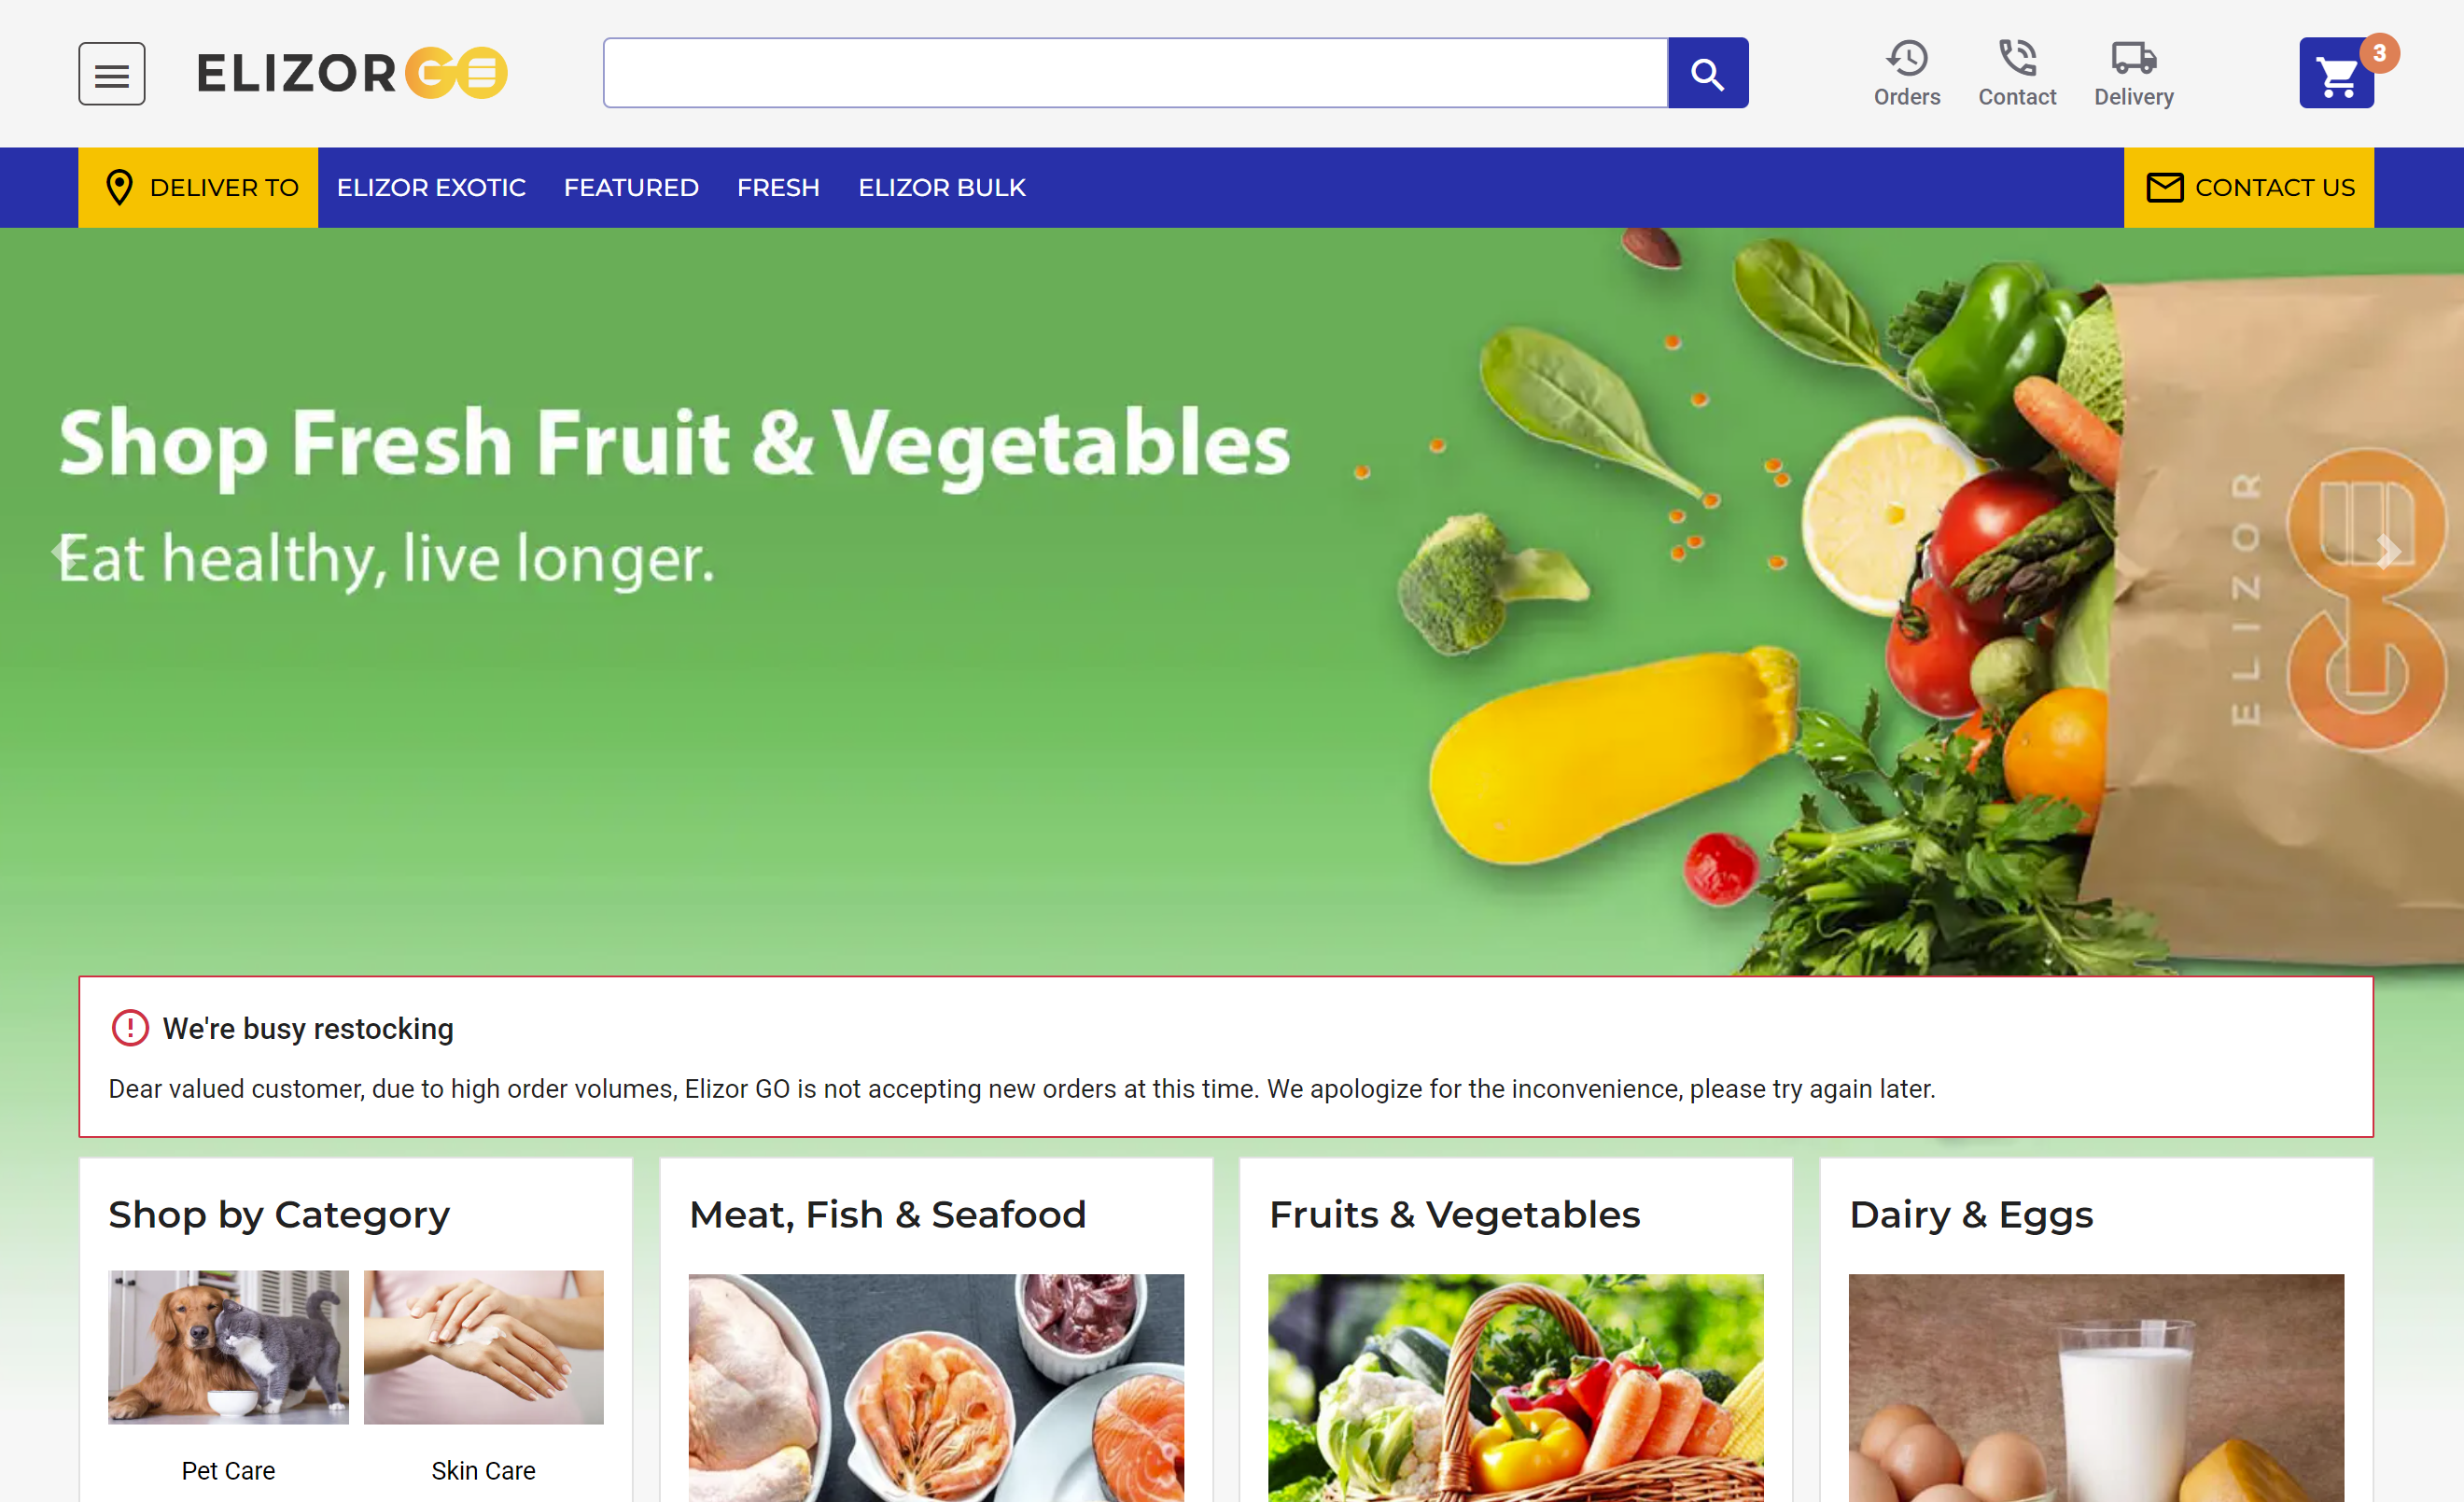 ELIZOR GO
Orders
Contact
Delivery
3
DELIVER TO
ELIZOR EXOTIC
FEATURED
FRESH
ELIZOR BULK
CONTACT US
Shop Fresh Fruit & Vegetables
Eat healthy, live longer.
ELIZOR GO
We're busy restocking
Dear valued customer, due to high order volumes, Elizor GO is not accepting new orders at this time. We apologize for the inconvenience, please try again later.
Shop by Category
Pet Care
Skin Care
Meat, Fish & Seafood
Fruits & Vegetables
Dairy & Eggs